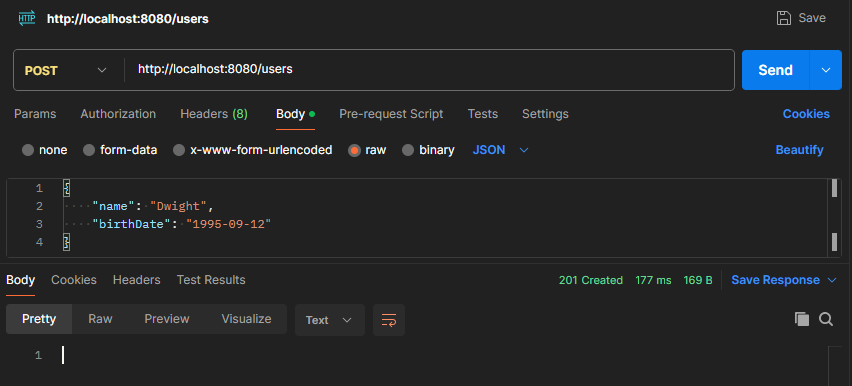 HTTP http://localhost:8080/users Save
POST http://localhost:8080/users Send
Params Authorization Headers (8) Body Pre-request Script Tests Settings Cookies
none form-data x-www-form-urlencoded raw binary JSON Beautify
1 {
2 "name": "Dwight",
3 "birthDate": "1995-09-12"
4 }
Body Cookies Headers Test Results 201 Created 177 ms 169 B Save Response
Pretty Raw Preview Visualize Text
1